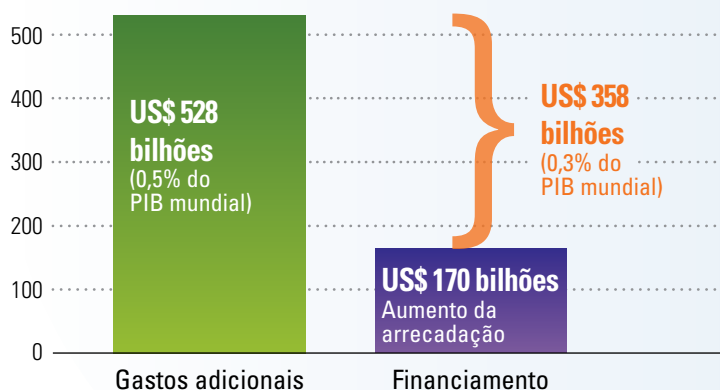 500
400
300
200
100
0
US$ 528
bilhões
(0,5% do
PIB mundial)
US$ 358
bilhões
(0,3% do
PIB mundial)
US$ 170 bilhões
Aumento da
arrecadação
Gastos adicionais
Financiamento